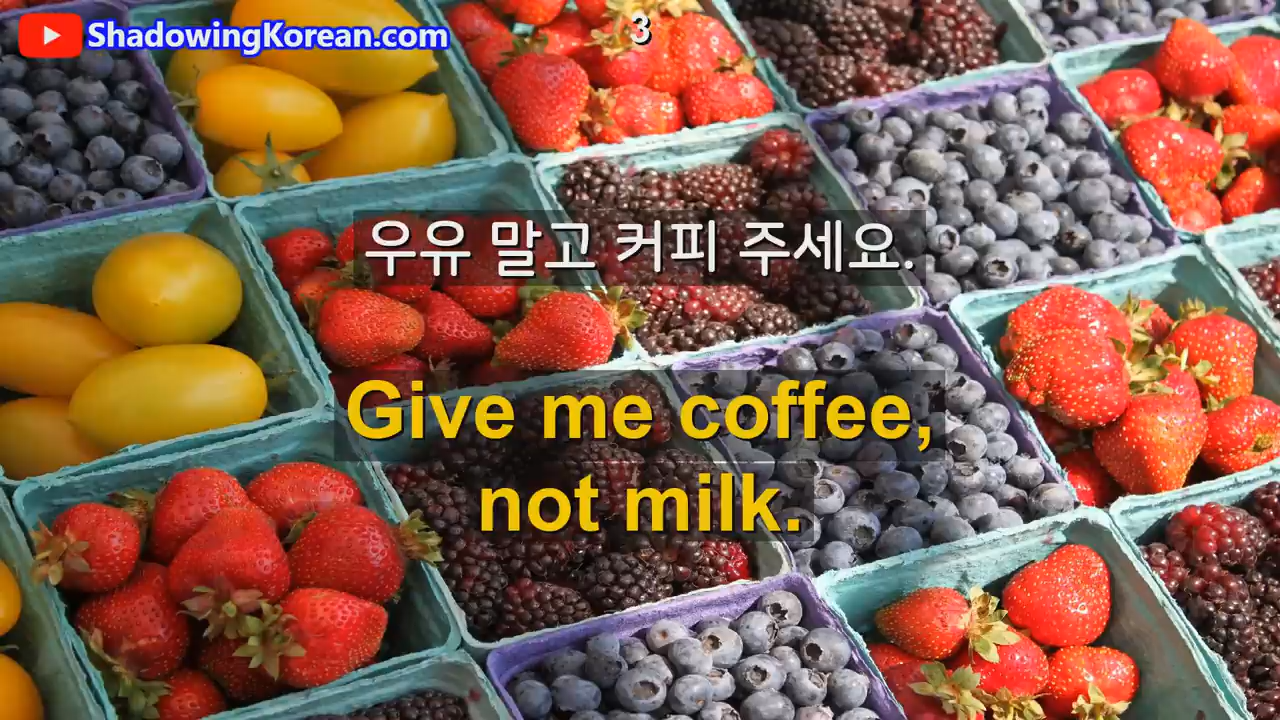 ShadowingKorean.com
3
우유 말고 커피 주세요.
Give me coffee,
not milk.